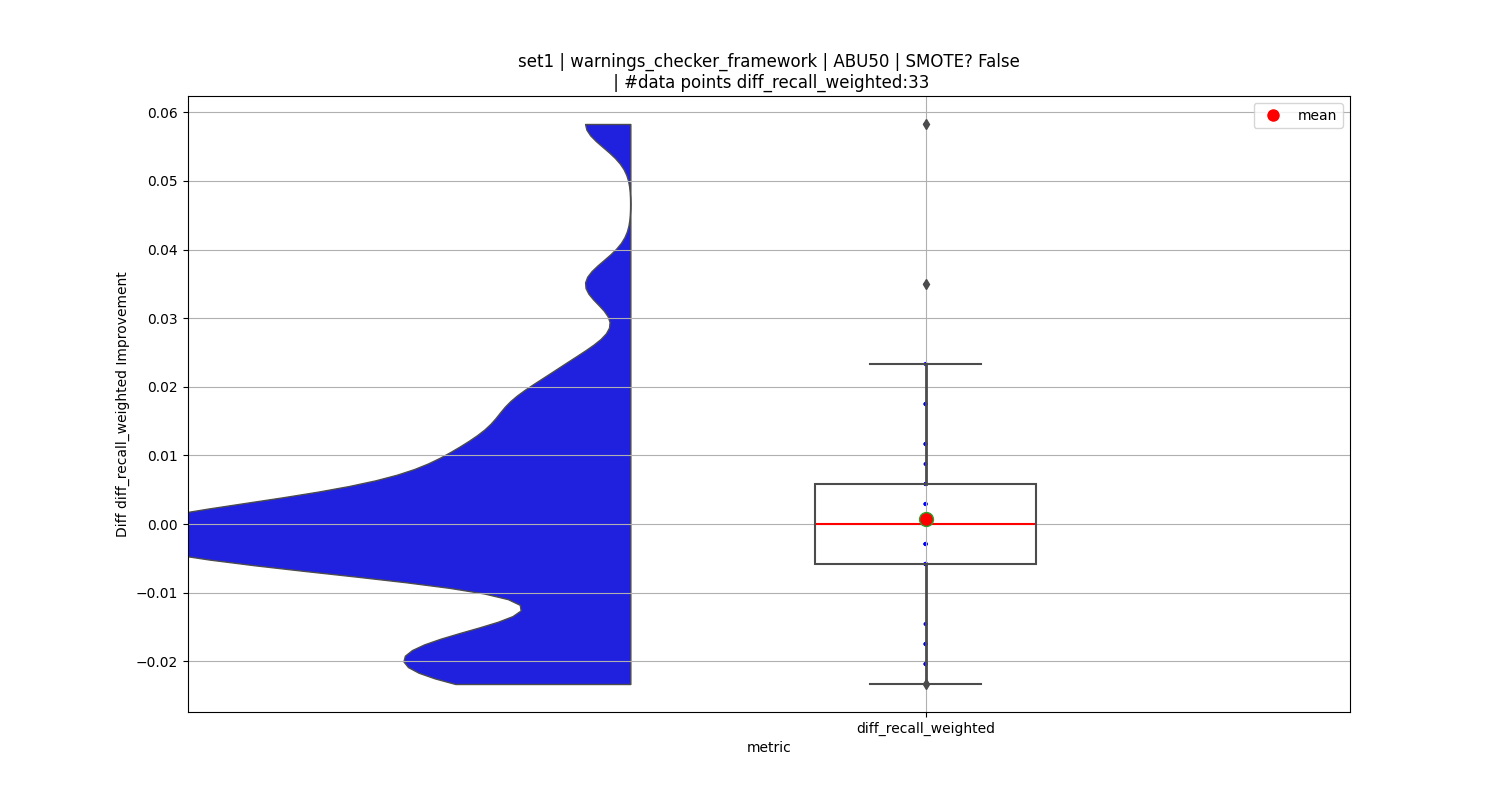 set1 | warnings_checker_framework | ABU50 | SMOTE? False
| #data points diff_recall_weighted:33
mean
0.06
0.05
0.04
0.03
0.02
0.01
0.00
−0.01
−0.02
Diff diff_recall_weighted Improvement
diff_recall_weighted
metric